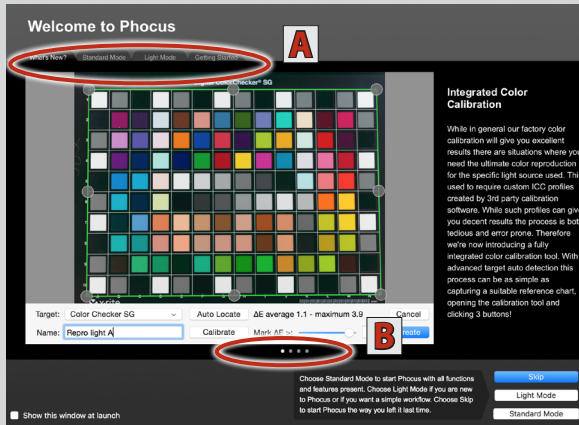 Welcome to Phocus
A
What's New? Standard Mode Light Mode Getting Started
ColorChecker® SG
Integrated Color
Calibration
While in general our factory color
calibration will give you excellent
results there are situations where you
need the ultimate color reproduction
for the specific light source used. This
used to require custom ICC profiles
created by 3rd party calibration
software. While such profiles can give
you decent results the process is both
tedious and error prone. Therefore
we're now introducing a fully
integrated color calibration tool. With
advanced target auto detection this
process can be as simple as
capturing a suitable reference chart,
opening the calibration tool and
clicking 3 buttons!
x-rite
Target: Color Checker SG Auto Locate ΔE average 1.1 - maximum 3.9 Cancel
Name: Repro light A Calibrate Mark ΔE >: Create
B
Choose Standard Mode to start Phocus with all functions
and features present. Choose Light Mode if you are new
to Phocus or if you want a simple workflow. Choose Skip
to start Phocus the way you left it last time.
Skip
Light Mode
Standard Mode
Show this window at launch